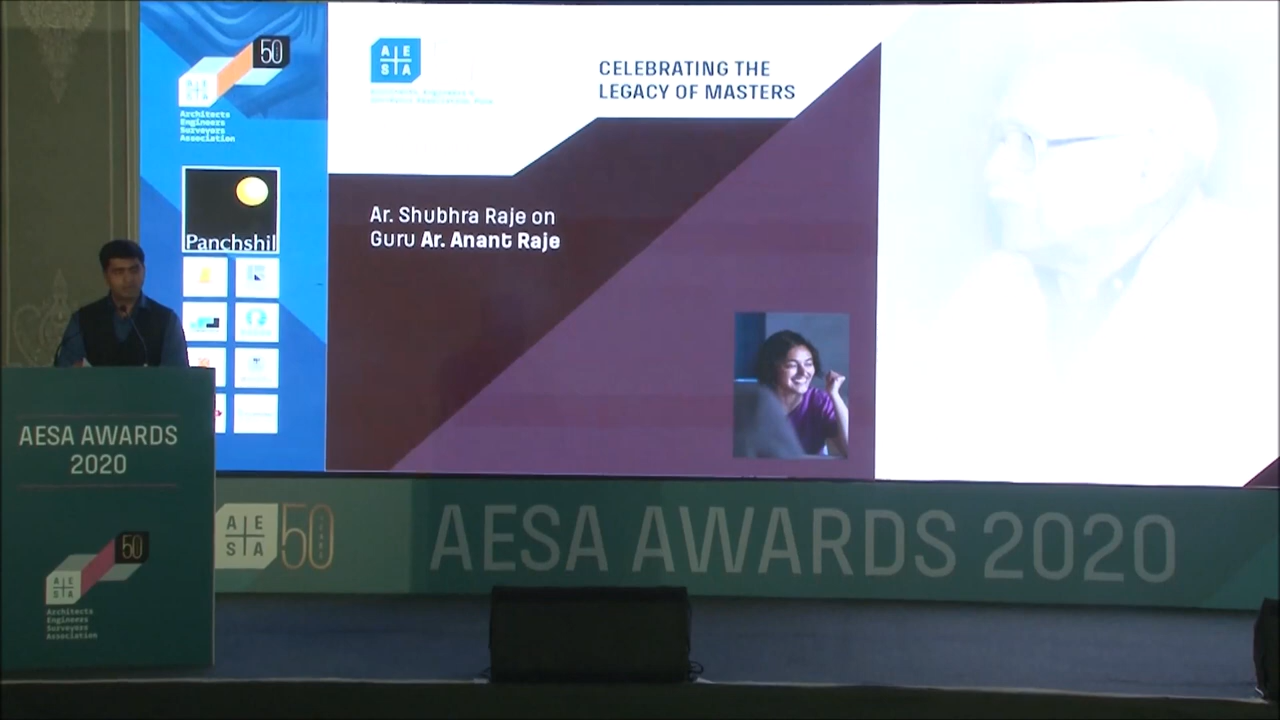 50
Architects
Engineers
Surveyors
Association
Panchshil
A E
S A
CELEBRATING THE
LEGACY OF MASTERS
Ar. Shubhra Raje on
Guru Ar. Anant Raje
AESA AWARDS
2020
50
A E
S A
Architects
Engineers
Surveyors
Association
A E
S A
50
AESA AWARDS 2020